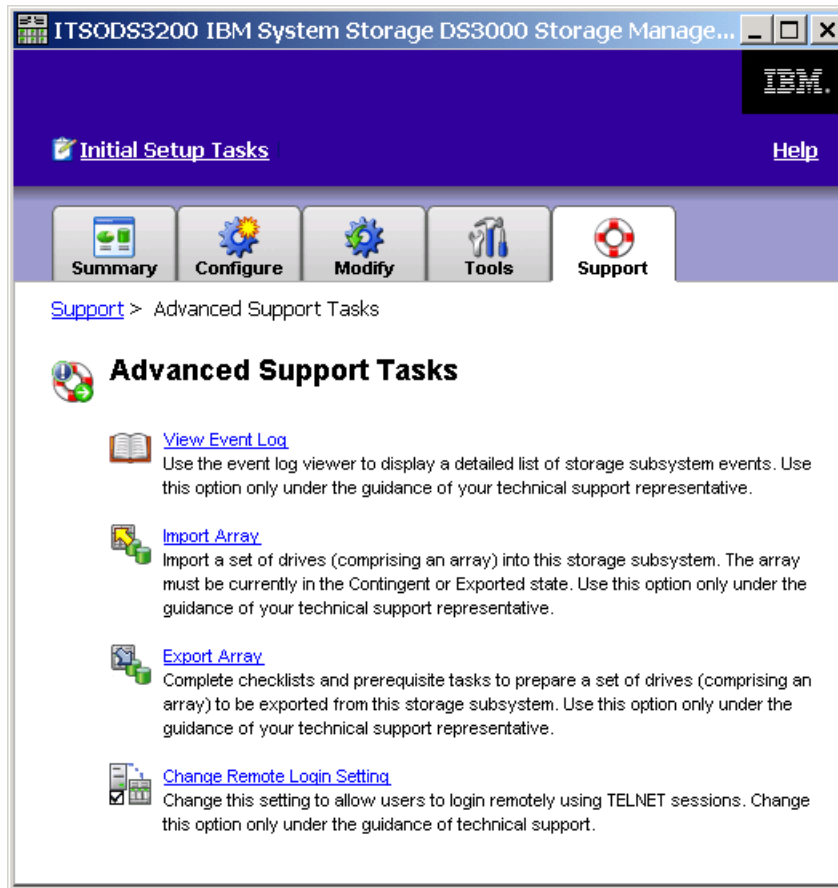 ITSODS3200 IBM System Storage DS3000 Storage Manage...
IBM.
Initial Setup Tasks
Help
Summary
Configure
Modify
Tools
Support
Support > Advanced Support Tasks
Advanced Support Tasks
View Event Log
Use the event log viewer to display a detailed list of storage subsystem events. Use
this option only under the guidance of your technical support representative.
Import Array
Import a set of drives (comprising an array) into this storage subsystem. The array
must be currently in the Contingent or Exported state. Use this option only under the
guidance of your technical support representative.
Export Array
Complete checklists and prerequisite tasks to prepare a set of drives (comprising an
array) to be exported from this storage subsystem. Use this option only under the
guidance of your technical support representative.
Change Remote Login Setting
Change this setting to allow users to login remotely using TELNET sessions. Change
this option only under the guidance of technical support.